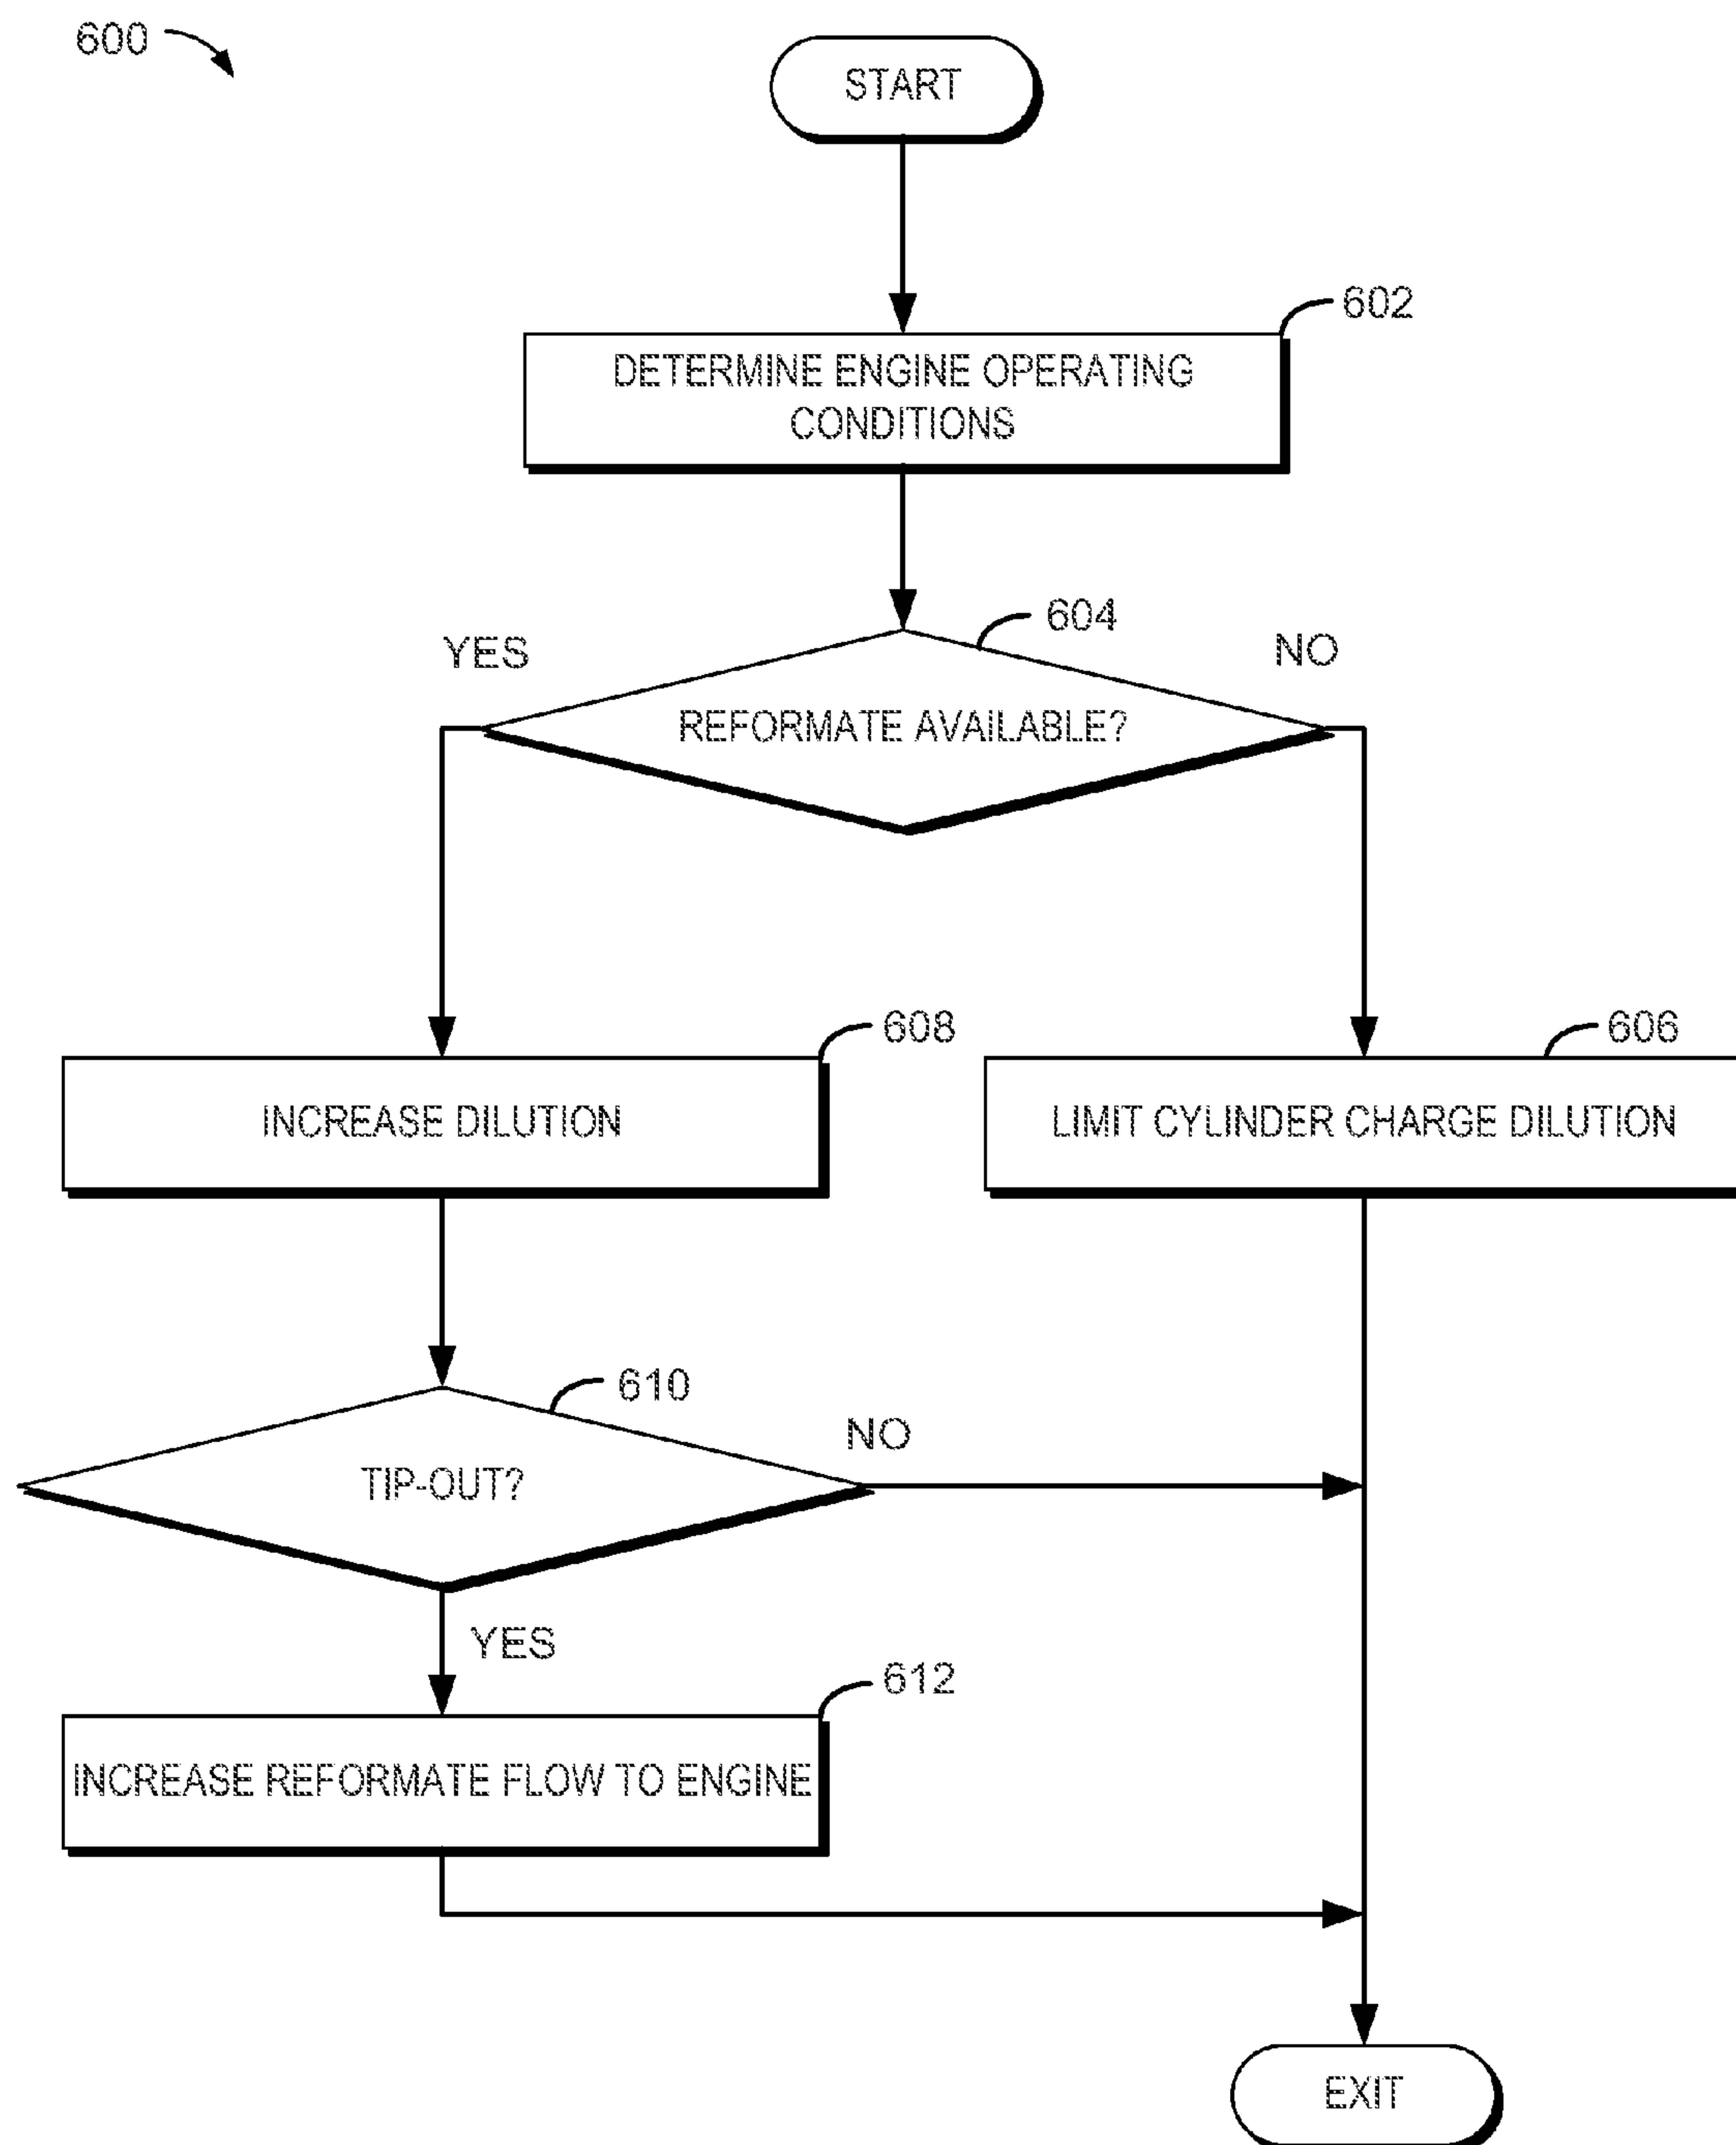 600
START
602
DETERMINE ENGINE OPERATING
CONDITIONS
604
YES
NO
REFORMATE AVAILABLE?
608
606
INCREASE DILUTION
LIMIT CYLINDER CHARGE DILUTION
610
NO
TIP-OUT?
YES
612
INCREASE REFORMATE FLOW TO ENGINE
EXIT